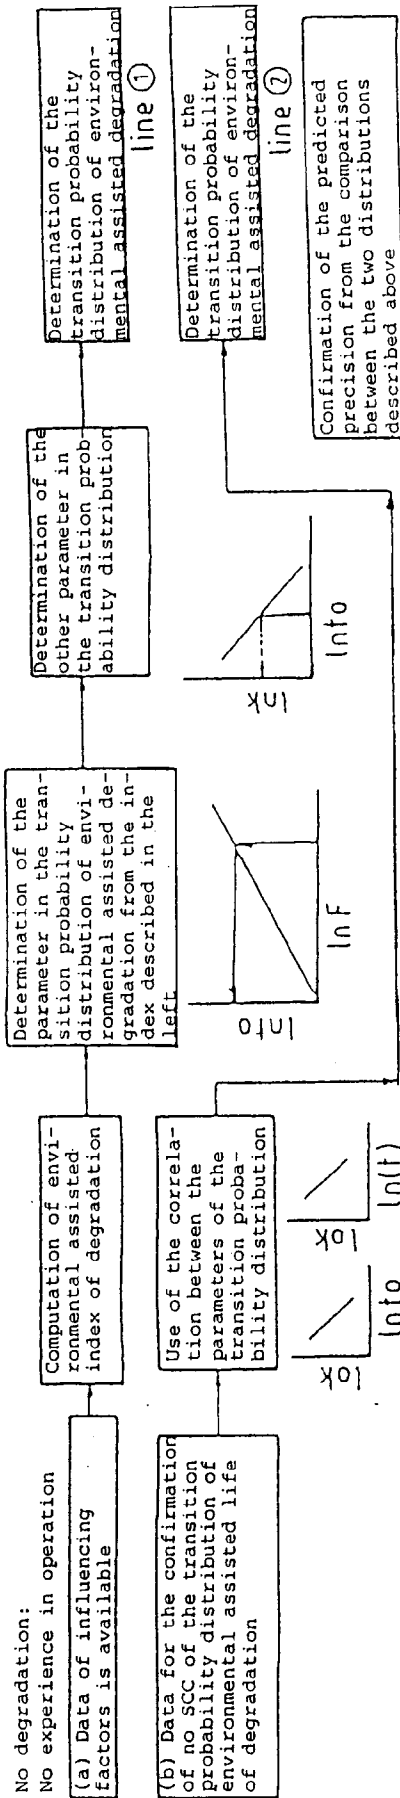 No degradation:
No experience in operation
(a) Data of influencing
factors is available
Computation of envi-
ronmental assisted
index of degradation
Determination of the
parameter in the tran-
sition probability
distribution of envi-
ronmental assisted de-
gradation from the in-
dex described in the
left
Determination of the
other parameter in
the transition prob-
ability distribution
Determination of the
transition probability
distribution of environ-
mental assisted degradation
line ①
(b) Data for the confirmation
of no SCC of the transition
probability distribution of
environmental assisted life
of degradation
Use of the correla-
tion between the
parameters of the
transition proba-
bility distribution
lok
lnto
lok
ln(t)
lnto
lnF
lnk
lnto
Determination of the
transition probability
distribution of environ-
mental assisted degradation
line ②
Confirmation of the predicted
precision from the comparison
between the two distributions
described above